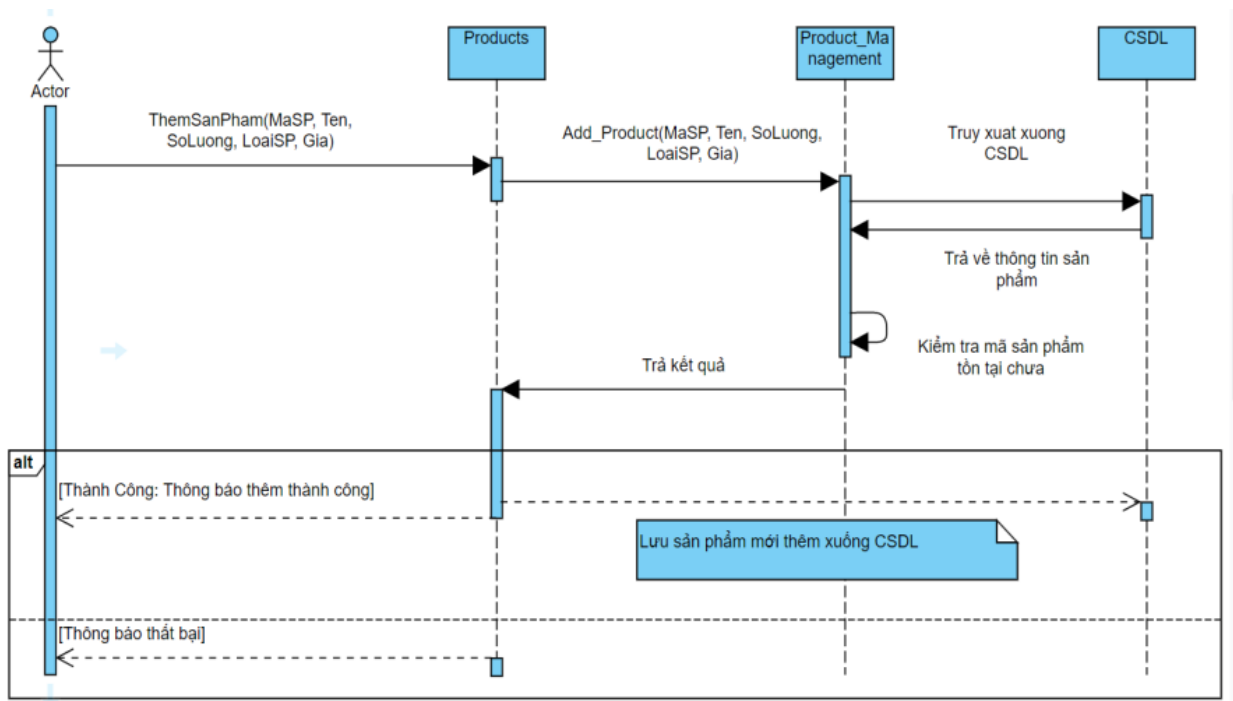 Products
Product_Ma
nagement
CSDL
Actor
ThemSanPham(MaSP, Ten,
SoLuong, LoaiSP, Gia)
Add_Product(MaSP, Ten, SoLuong,
LoaiSP, Gia)
Truy xuat xuong
CSDL
Trả về thông tin sản
phẩm
Kiểm tra mã sản phẩm
tồn tại chưa
Trả kết quả
alt
[Thành Công: Thông báo thêm thành công]
Lưu sản phẩm mới thêm xuống CSDL
[Thông báo thất bại]